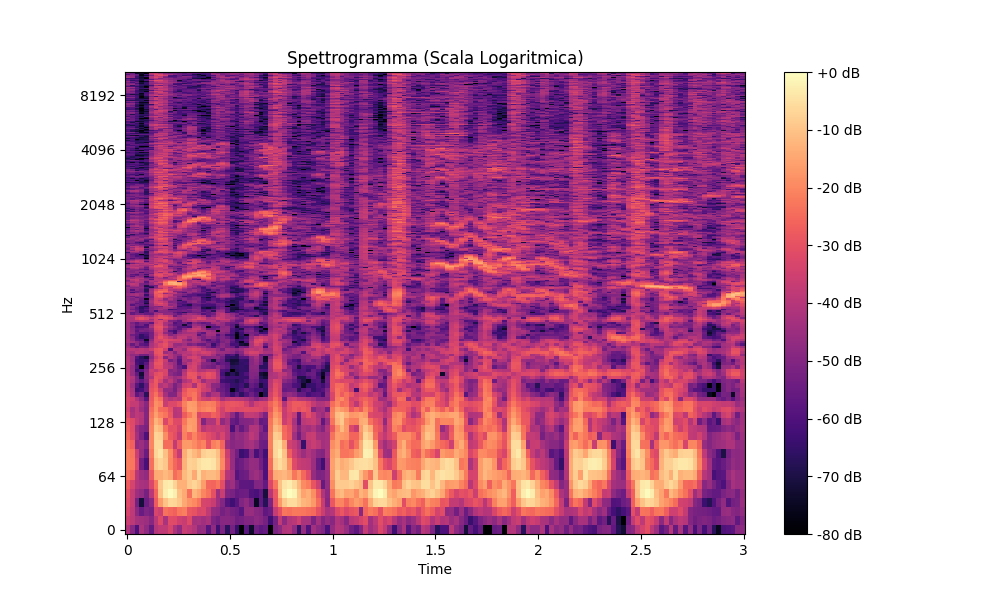 Spettrogramma (Scala Logaritmica)
+0 dB
8192
-10 dB
4096
-20 dB
2048
-30 dB
1024
Hz
512
-40 dB
256
-50 dB
128
-60 dB
64
-70 dB
0
-80 dB
0 0.5 1 1.5 2 2.5 3
Time